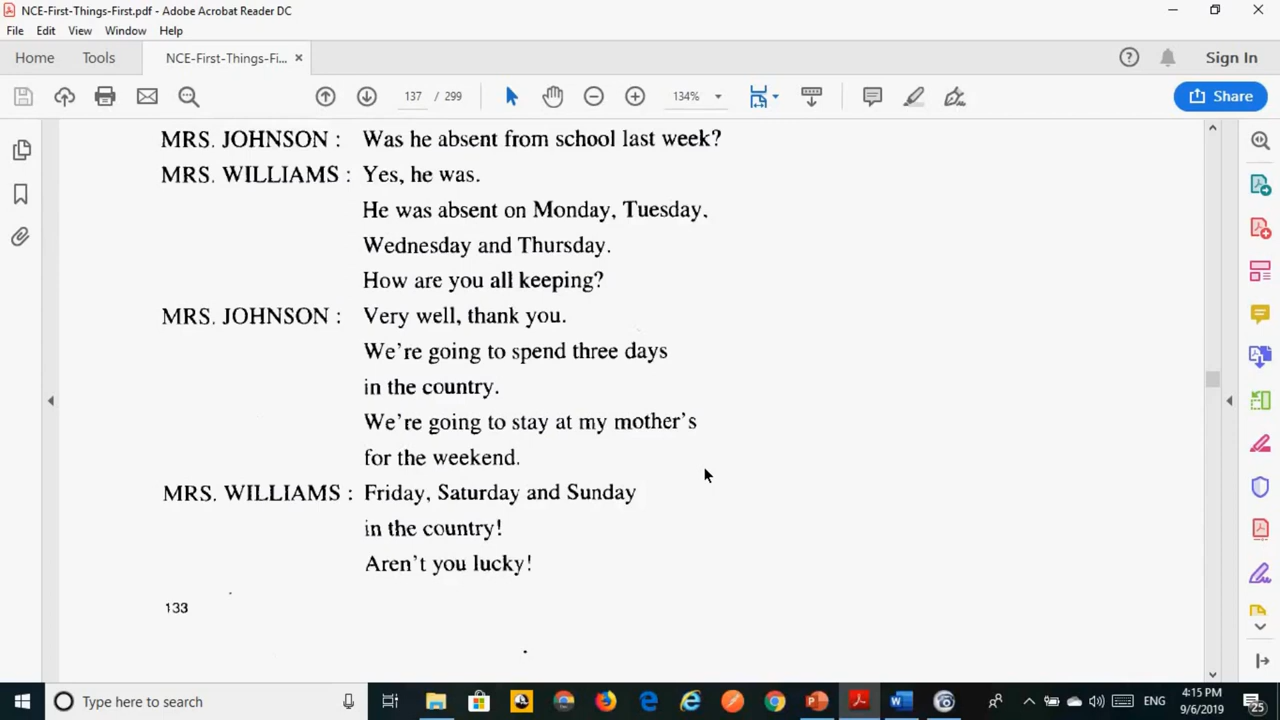 NCE-First-Things-First.pdf - Adobe Acrobat Reader DC
File Edit View Window Help
Home Tools NCE-First-Things-Fi... × Sign In
137 / 299 134% Share
MRS. JOHNSON : Was he absent from school last week?
MRS. WILLIAMS : Yes, he was.
He was absent on Monday, Tuesday,
Wednesday and Thursday.
How are you all keeping?
MRS. JOHNSON : Very well, thank you.
We're going to spend three days
in the country.
We're going to stay at my mother's
for the weekend.
MRS. WILLIAMS : Friday, Saturday and Sunday
in the country!
Aren't you lucky!
133
Type here to search
ENG
4:15 PM
9/6/2019
25